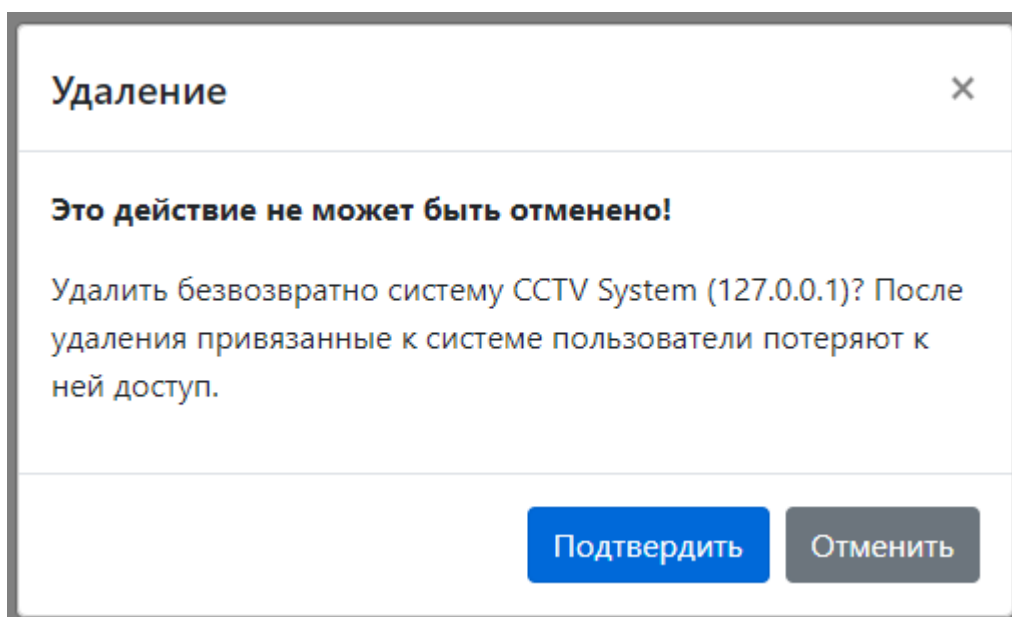 Удаление
×
Это действие не может быть отменено!
Удалить безвозвратно систему CCTV System (127.0.0.1)? После
удаления привязанные к системе пользователи потеряют к
ней доступ.
Подтвердить Отменить